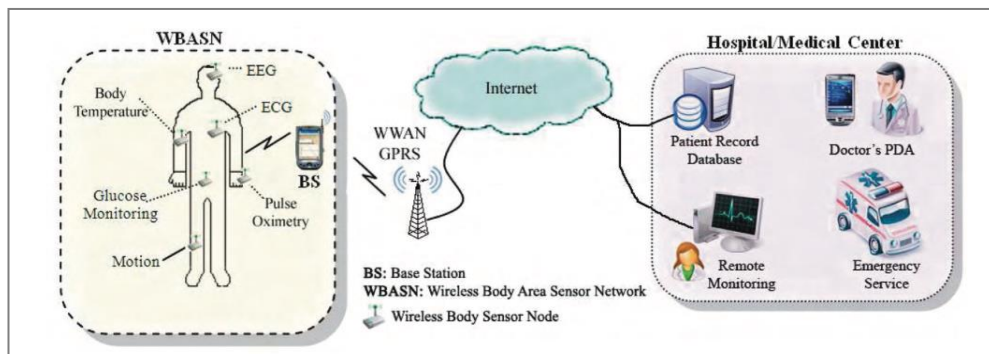 WBASN
EEG
Body
Temperature
ECG
BS
Glucose
Monitoring
Pulse
Oximetry
Motion
WWAN
GPRS
Internet
BS: Base Station
WBASN: Wireless Body Area Sensor Network
Wireless Body Sensor Node
Hospital/Medical Center
Patient Record
Database
Doctor´s PDA
Remote
Monitoring
Emergency
Service